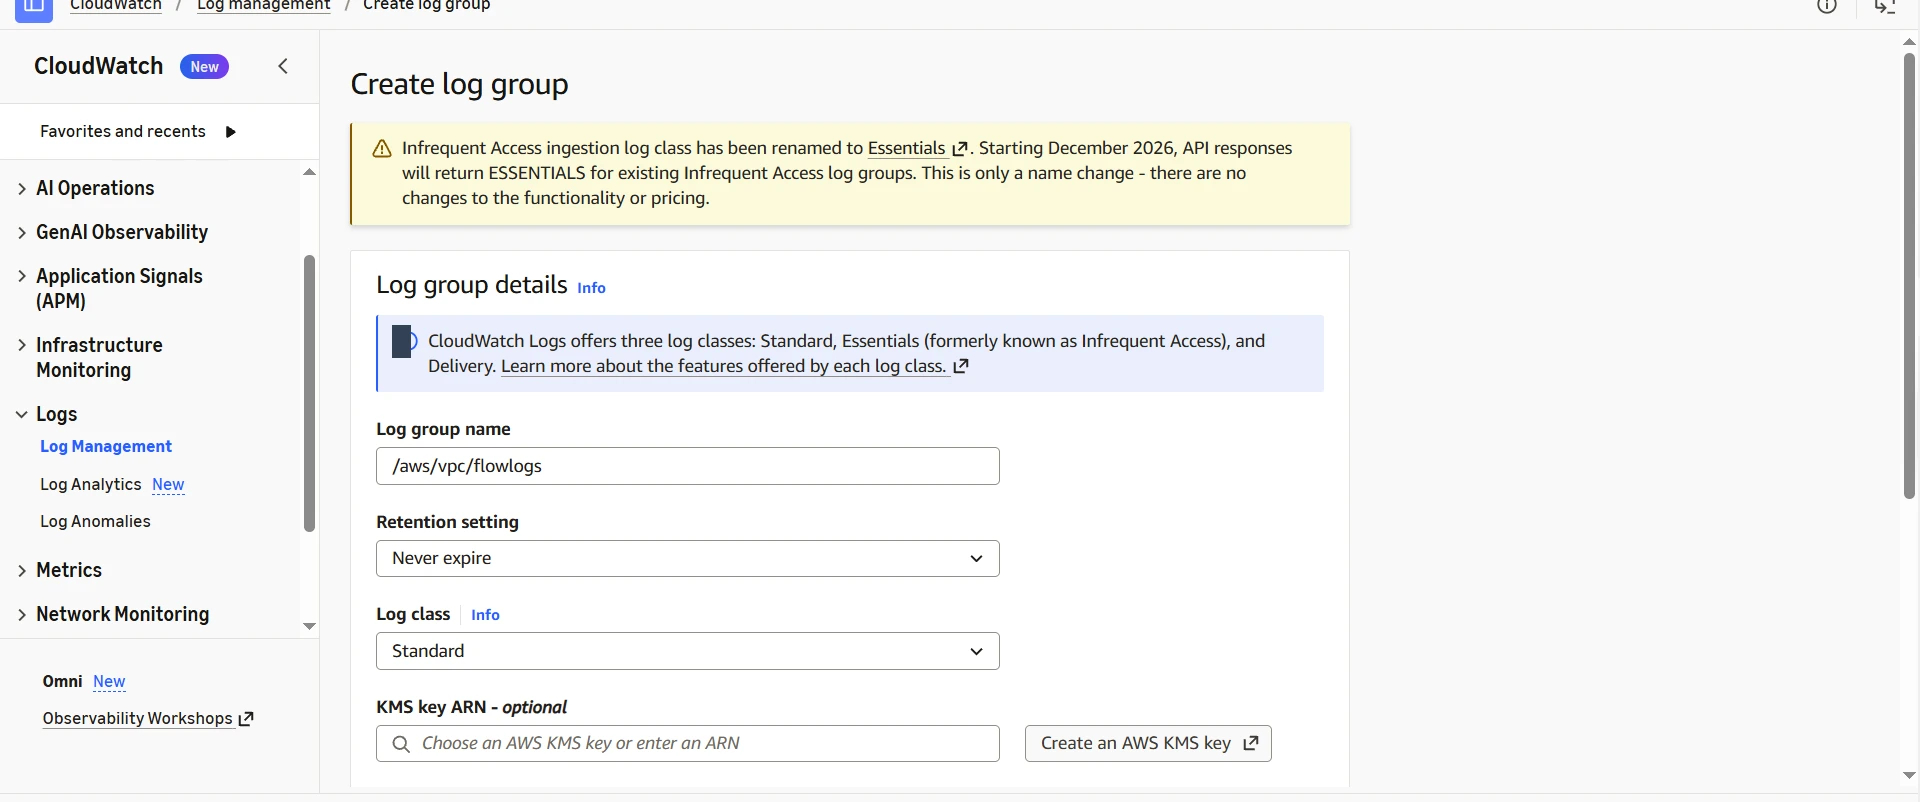 CloudWatch / Log management / Create log group
CloudWatch New
Favorites and recents
AI Operations
GenAI Observability
Application Signals
(APM)
Infrastructure
Monitoring
Logs
Log Management
Log Analytics New
Log Anomalies
Metrics
Network Monitoring
Omni New
Observability Workshops
Create log group
Infrequent Access ingestion log class has been renamed to Essentials. Starting December 2026, API responses
will return ESSENTIALS for existing Infrequent Access log groups. This is only a name change - there are no
changes to the functionality or pricing.
Log group details Info
CloudWatch Logs offers three log classes: Standard, Essentials (formerly known as Infrequent Access), and
Delivery. Learn more about the features offered by each log class.
Log group name
/aws/vpc/flowlogs
Retention setting
Never expire
Log class Info
Standard
KMS key ARN - optional
Choose an AWS KMS key or enter an ARN
Create an AWS KMS key